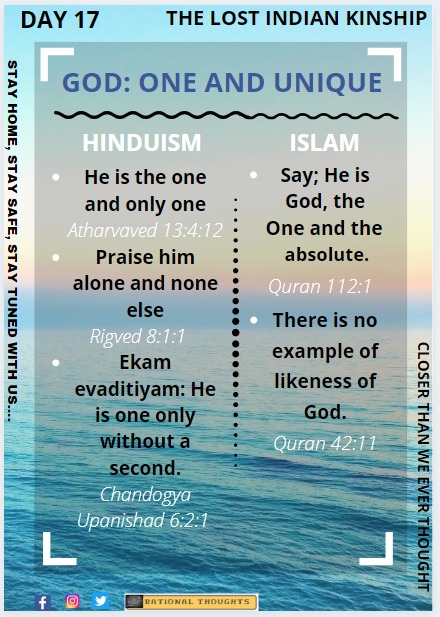 DAY 17
THE LOST INDIAN KINSHIP
STAY HOME, STAY SAFE, STAY TUNED WITH US....
GOD: ONE AND UNIQUE
HINDUISM
He is the one
and only one
Atharvaved 13:4:12
Praise him
alone and none
else
Rigved 8:1:1
Ekam
evaditiyam: He
is one only
without a
second.
Chandogya
Upanishad 6:2:1
ISLAM
Say; He is
God, the
One and the
absolute.
Quran 112:1
There is no
example of
likeness of
God.
Quran 42:11
CLOSER THAN WE EVER THOUGHT
RATIONAL THOUGHTS